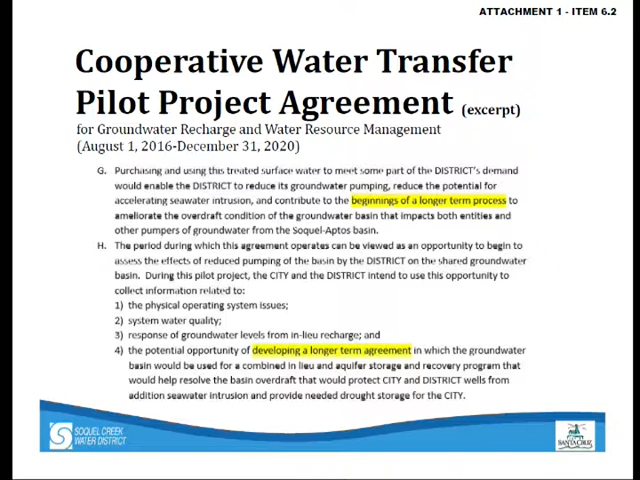 ATTACHMENT 1 - ITEM 6.2
Cooperative Water Transfer
Pilot Project Agreement (excerpt)
for Groundwater Recharge and Water Resource Management
(August 1, 2016-December 31, 2020)
G. Purchasing and using this treated surface water to meet some part of the DISTRICT's demand
would enable the DISTRICT to reduce its groundwater pumping, reduce the potential for
accelerating seawater intrusion, and contribute to the beginnings of a longer term process to
ameliorate the overdraft condition of the groundwater basin that impacts both entities and
other pumpers of groundwater from the Soquel-Aptos basin.
H. The period during which this agreement operates can be viewed as an opportunity to begin to
assess the effects of reduced pumping of the basin by the DISTRICT on the shared groundwater
basin. During this pilot project, the CITY and the DISTRICT intend to use this opportunity to
collect information related to:
1) the physical operating system issues;
2) system water quality;
3) response of groundwater levels from in-lieu recharge; and
4) the potential opportunity of developing a longer term agreement in which the groundwater
basin would be used for a combined in lieu and aquifer storage and recovery program that
would help resolve the basin overdraft that would protect CITY and DISTRICT wells from
addition seawater intrusion and provide needed drought storage for the CITY.
SOQUEL CREEK
WATER DISTRICT
SANTA CRUZ